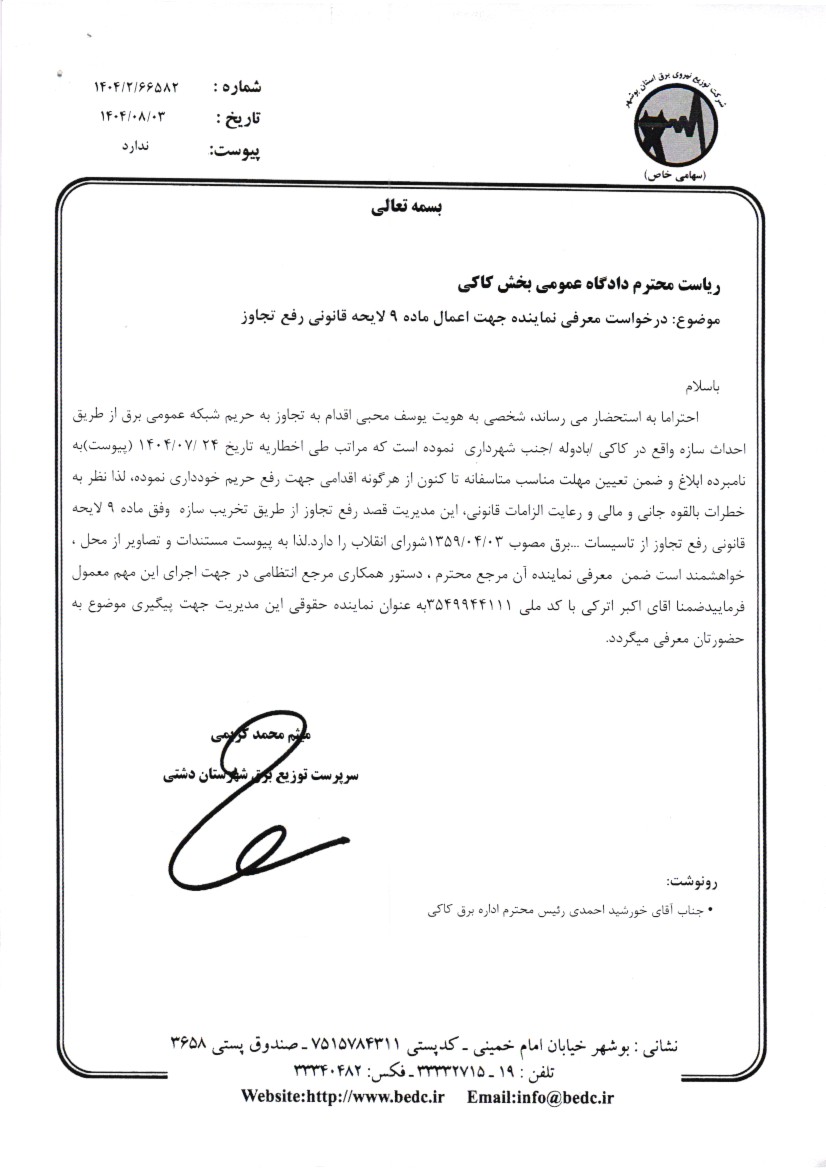 شرکت توزیع نیروی برق استان بوشهر
(سهامی خاص)
شماره : ۱۴۰۴/۲/۶۶۵۸۲
تاریخ : ۱۴۰۴/۰۸/۰۳
پیوست: ندارد
بسمه تعالی
ریاست محترم دادگاه عمومی بخش کاکی
موضوع: درخواست معرفی نماینده جهت اعمال ماده ۹ لایحه قانونی رفع تجاوز
باسلام
احتراما به استحضار می رساند، شخصی به هویت یوسف محبی اقدام به تجاوز به حریم شبکه عمومی برق از طریق
احداث سازه واقع در کاکی /بادوله /جنب شهرداری نموده است که مراتب طی اخطاریه تاریخ ۲۴ /۱۴۰۴/۰۷ (پیوست)به
نامبرده ابلاغ و ضمن تعیین مهلت مناسب متاسفانه تا کنون از هرگونه اقدامی جهت رفع حریم خودداری نموده، لذا نظر به
خطرات بالقوه جانی و مالی و رعایت الزامات قانونی، این مدیریت قصد رفع تجاوز از طریق تخریب سازه وفق ماده ۹ لایحه
قانونی رفع تجاوز از تاسیسات ...برق مصوب ۱۳۵۹/۰۴/۰۳شورای انقلاب را دارد.لذا به پیوست مستندات و تصاویر از محل ،
خواهشمند است ضمن معرفی نماینده آن مرجع محترم ، دستور همکاری مرجع انتظامی در جهت اجرای این مهم معمول
فرماییدضمنا اقای اکبر اترکی با کد ملی ۳۵۴۹۹۴۴۱۱۱به عنوان نماینده حقوقی این مدیریت جهت پیگیری موضوع به
حضورتان معرفی میگردد.
میثم محمد کریمی
سرپرست توزیع برق شهرستان دشتی
رونوشت:
• جناب آقای خورشید احمدی رئیس محترم اداره برق کاکی
نشانی : بوشهر خیابان امام خمینی ـ کدپستی ۷۵۱۵۷۸۴۳۱۱ ـ صندوق پستی ۳۶۵۸
تلفن : ۱۹ ـ ۳۳۳۳۲۷۱۵ ـ فکس: ۳۳۳۴۰۴۸۲
Website:http://www.bedc.ir Email:info@bedc.ir